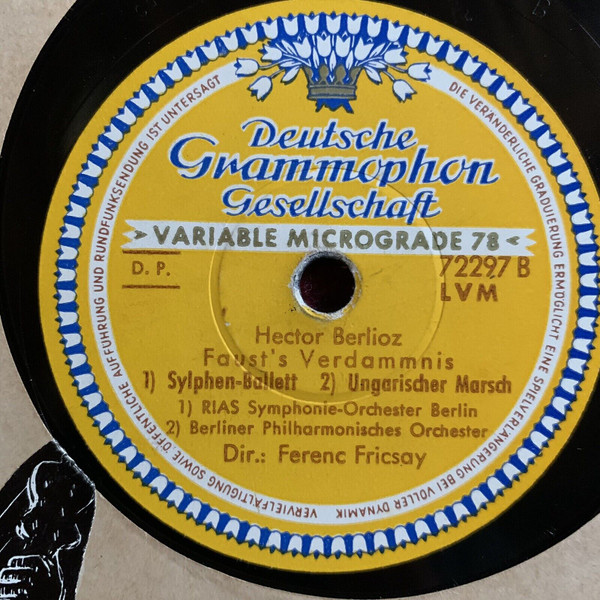 Deutsche
Grammophon
Gesellschaft
> VARIABLE MICROGRADE 78 <
D. P.
72297 B
LVM
Hector Berlioz
Faust's Verdammnis
1) Sylphen-Ballett 2) Ungarischer Marsch
1) RIAS Symphonie-Orchester Berlin
2) Berliner Philharmonisches Orchester
Dir.: Ferenc Fricsay
VERVIELFÄLTIGUNG SOWIE ÖFFENTLICHE AUFFÜHRUNG UND RUNDFUNKSENDUNG IST UNTERSAGT
DIE VERÄNDERLICHE GRADUIERUNG ERMÖGLICHT EINE SPIELVERLÄNGERUNG BEI VOLLER DYNAMIK